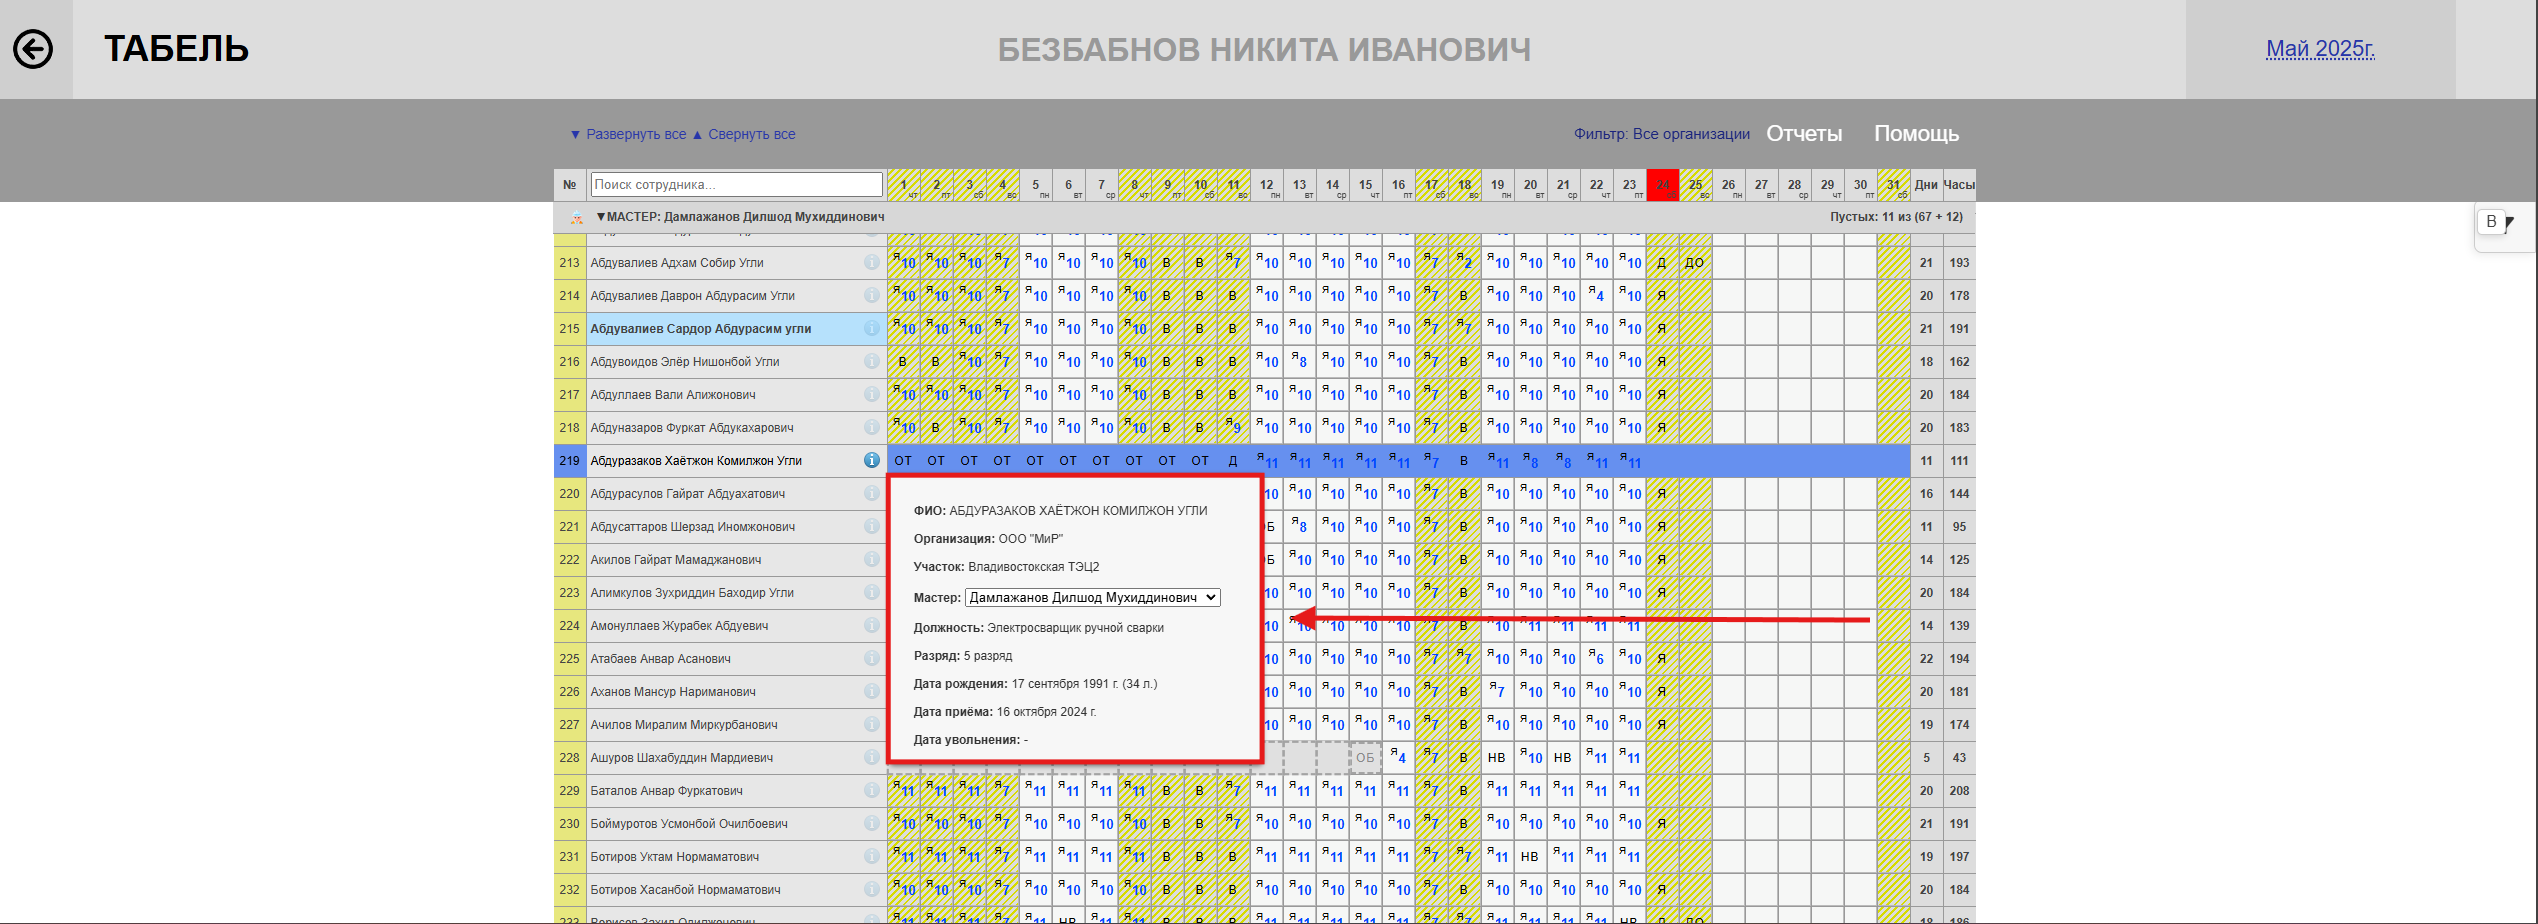 ТАБЕЛЬ БЕЗБАБНОВ НИКИТА ИВАНОВИЧ Май 2025г.
▼ Развернуть все ▲ Свернуть все Фильтр: Все организации Отчеты Помощь
№ Поиск сотрудника... 1 чт 2 пт 3 сб 4 вс 5 пн 6 вт 7 ср 8 чт 9 пт 10 сб 11 вс 12 пн 13 вт 14 ср 15 чт 16 пт 17 сб 18 вс 19 пн 20 вт 21 ср 22 чт 23 пт 24 25 вс 26 пн 27 вт 28 ср 29 чт 30 пт 31 сб Дни Часы
▼МАСТЕР: Дамлажанов Дилшод Мухиддинович Пустых: 11 из (67 + 12)
В
213 Абдувалиев Адхам Собир Угли Я10 Я10 Я10 Я7 Я10 Я10 Я10 Я10 В В Я7 Я10 Я10 Я10 Я10 Я10 Я7 Я2 Я10 Я10 Я10 Я10 Я10 Д ДО 21 193
214 Абдувалиев Даврон Абдурасим Угли Я10 Я10 Я10 Я7 Я10 Я10 Я10 Я10 В В В Я10 Я10 Я10 Я10 Я10 Я7 В Я10 Я10 Я10 Я4 Я10 Я 20 178
215 Абдувалиев Сардор Абдурасим угли Я10 Я10 Я10 Я7 Я10 Я10 Я10 Я10 В В В Я10 Я10 Я10 Я10 Я10 Я7 Я7 Я10 Я10 Я10 Я10 Я10 Я 21 191
216 Абдувоидов Элёр Нишонбой Угли В В Я10 Я7 Я10 Я10 Я10 Я10 В В В Я10 Я8 Я10 Я10 Я10 Я7 В Я10 Я10 Я10 Я10 Я10 Я 18 162
217 Абдуллаев Вали Алижонович Я10 Я10 Я10 Я7 Я10 Я10 Я10 Я10 В В В Я10 Я10 Я10 Я10 Я10 Я7 В Я10 Я10 Я10 Я10 Я10 Я 20 184
218 Абдуназаров Фуркат Абдукахарович Я10 В Я10 Я7 Я10 Я10 Я10 Я10 В В Я9 Я10 Я10 Я10 Я10 Я10 Я7 В Я10 Я10 Я10 Я10 Я10 Я 20 183
219 Абдуразаков Хаётжон Комилжон Угли ОТ ОТ ОТ ОТ ОТ ОТ ОТ ОТ ОТ ОТ Д Я11 Я11 Я11 Я11 Я11 Я7 В Я11 Я8 Я8 Я11 Я11 11 111
220 Абдурасулов Гайрат Абдуахатович 10 Я10 Я10 Я10 Я10 Я7 В Я10 Я10 Я10 Я10 Я10 Я 16 144
221 Абдусаттаров Шерзад Иномжонович Я8 Я10 Я10 Я10 Я7 В Я10 Я10 Я10 Я10 Я10 Я 11 95
222 Акилов Гайрат Мамаджанович Я10 Я10 Я10 Я10 Я7 В Я10 Я10 Я10 Я10 Я10 Я 14 125
223 Алимкулов Зухриддин Баходир Угли 10 Я10 Я10 Я10 Я10 Я7 В Я10 Я10 Я10 Я10 Я10 Я 20 184
224 Амонуллаев Журабек Абдуевич 10 Я10 Я10 Я10 Я10 Я7 В Я10 Я11 Я11 Я11 Я11 14 139
225 Атабаев Анвар Асанович 10 Я10 Я10 Я10 Я10 Я7 Я7 Я10 Я10 Я10 Я6 Я10 Я 22 194
226 Аханов Мансур Нариманович 10 Я10 Я10 Я10 Я10 Я7 В Я7 Я10 Я10 Я10 Я10 Я 20 181
227 Ачилов Миралим Миркурбанович 10 Я10 Я10 Я10 Я10 Я7 В Я10 Я10 Я10 Я10 Я10 Я 19 174
228 Ашуров Шахабуддин Мардиевич ОБ Я4 Я7 В НВ Я10 НВ Я11 Я11 5 43
ФИО: АБДУРАЗАКОВ ХАЁТЖОН КОМИЛЖОН УГЛИ
Организация: ООО "МиР"
Участок: Владивостокская ТЭЦ2
Мастер: Дамлажанов Дилшод Мухиддинович
Должность: Электросварщик ручной сварки
Разряд: 5 разряд
Дата рождения: 17 сентября 1991 г. (34 л.)
Дата приёма: 16 октября 2024 г.
Дата увольнения: -
229 Баталов Анвар Фуркатович Я11 Я11 Я11 Я7 Я11 Я11 Я11 Я11 В В Я7 Я11 Я11 Я11 Я11 Я11 Я7 В Я11 Я11 Я11 Я11 Я11 20 208
230 Боймуротов Усмонбой Очилбоевич Я10 Я10 Я10 Я7 Я10 Я10 Я10 Я10 В В Я7 Я10 Я10 Я10 Я10 Я10 Я7 В Я10 Я10 Я10 Я10 Я10 Я 21 191
231 Ботиров Уктам Нормаматович Я11 Я11 Я11 Я7 Я11 Я11 Я11 Я11 В В В Я11 Я11 Я11 Я11 Я11 Я7 Я7 Я11 НВ Я11 Я11 Я11 19 197
232 Ботиров Хасанбой Нормаматович Я10 Я10 Я10 Я7 Я10 Я10 Я10 Я10 В В В Я10 Я10 Я10 Я10 Я10 Я7 В Я10 Я10 Я10 Я10 Я10 Я 20 184